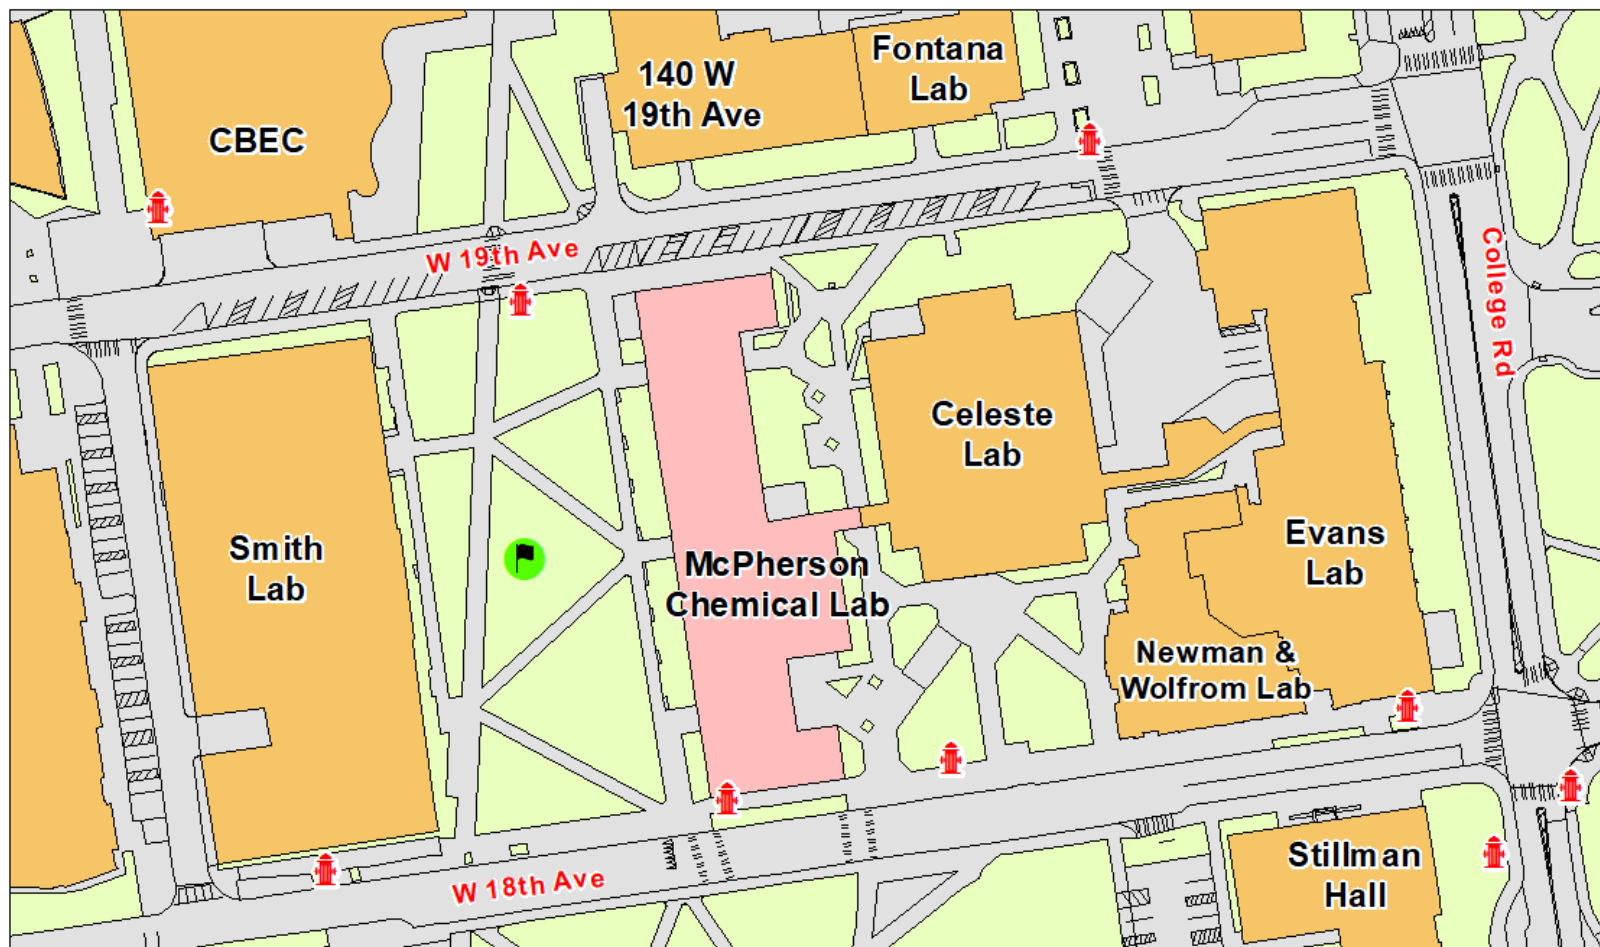 Fontana
Lab
140 W
19th Ave
CBEC
W 19th Ave
College Rd
Celeste
Lab
Smith
Lab
Evans
Lab
McPherson
Chemical Lab
Newman &
Wolfrom Lab
Stillman
Hall
W 18th Ave